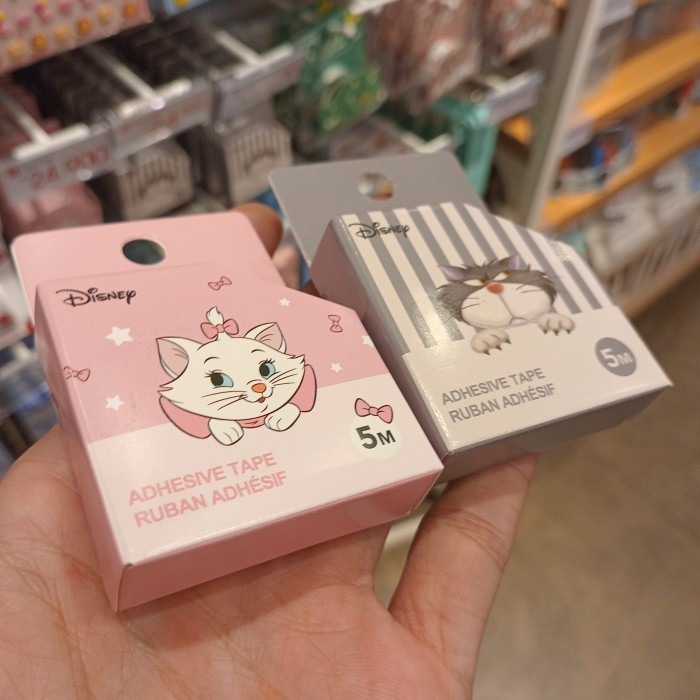 Disney
5M
ADHESIVE TAPE
RUBAN ADHÉSIF
Disney
5M
ADHESIVE TAPE
RUBAN ADHÉSIF